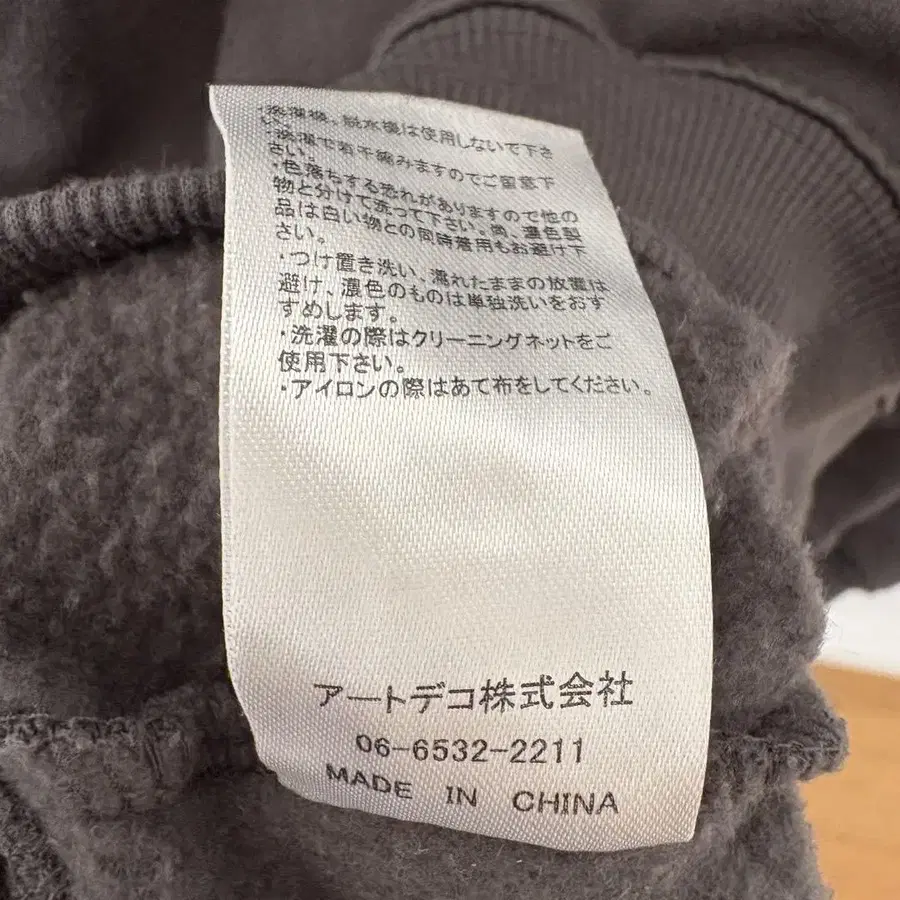 ・洗濯機、脱水機は使用しないで下さ
い。
・洗濯で若干縮みますのでご留意下
さい。
・色落ちする恐れがありますので他の
物と分けて洗って下さい。尚、濃色製
品は白い物との同時着用もお避け下
さい。
・つけ置き洗い、濡れたままの放置は
避け、濃色のものは単独洗いをおす
すめします。
・洗濯の際はクリーニングネットをご
使用下さい。
・アイロンの際はあて布をしてください。
アートデコ株式会社
06-6532-2211
MADE IN CHINA